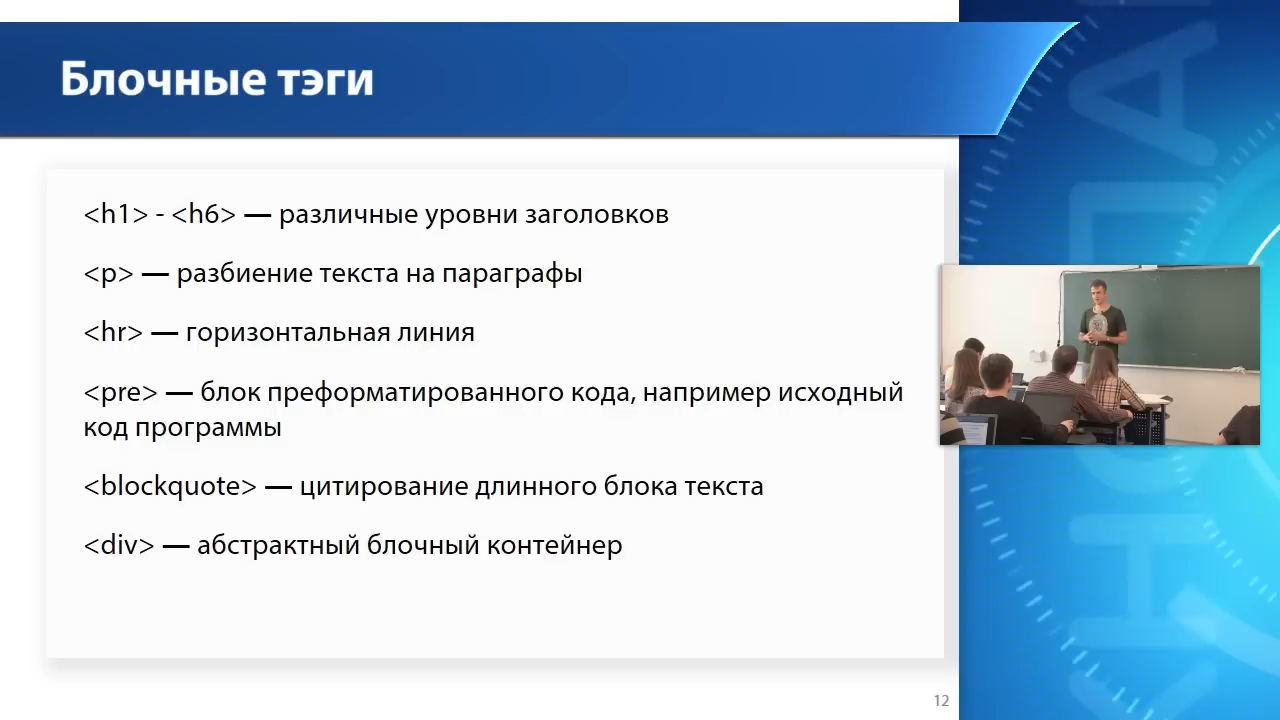 Блочные тэги
<h1> - <h6> — различные уровни заголовков
<p> — разбиение текста на параграфы
<hr> — горизонтальная линия
<pre> — блок преформатированного кода, например исходный
код программы
<blockquote> — цитирование длинного блока текста
<div> — абстрактный блочный контейнер
12